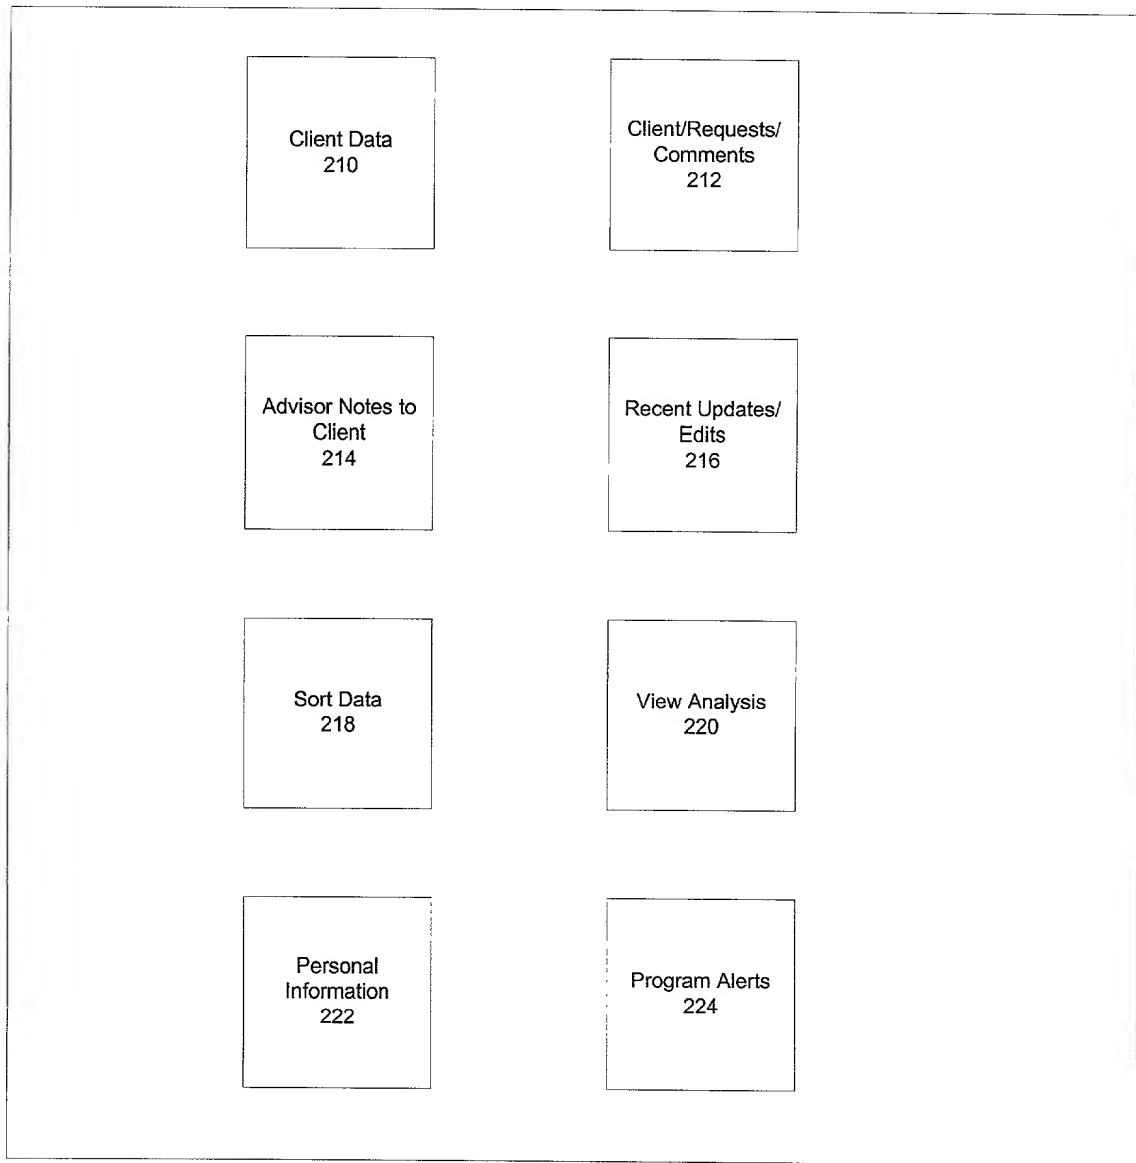 Client Data
210
Client/Requests/
Comments
212
Advisor Notes to
Client
214
Recent Updates/
Edits
216
Sort Data
218
View Analysis
220
Personal
Information
222
Program Alerts
224